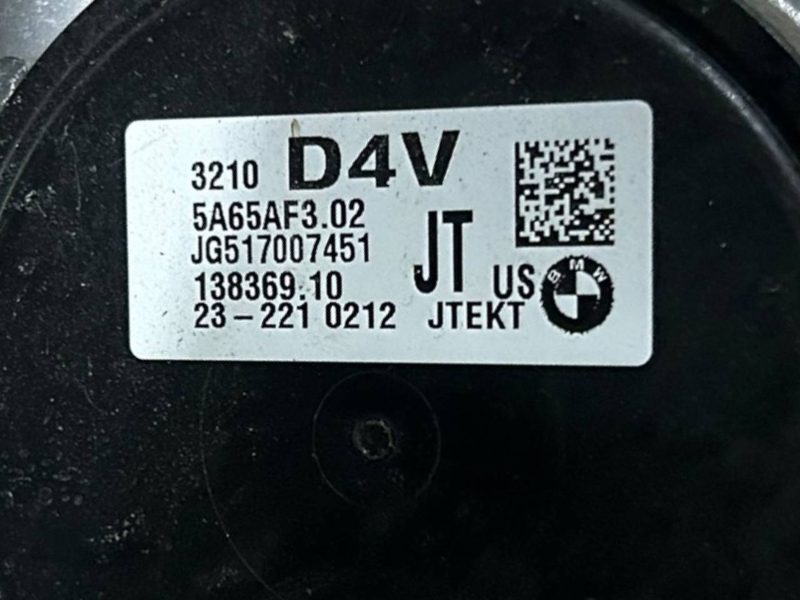 3210 D4V
5A65AF3.02
JG517007451 JT
138369.10 US BMW
23-221 0212 JTEKT